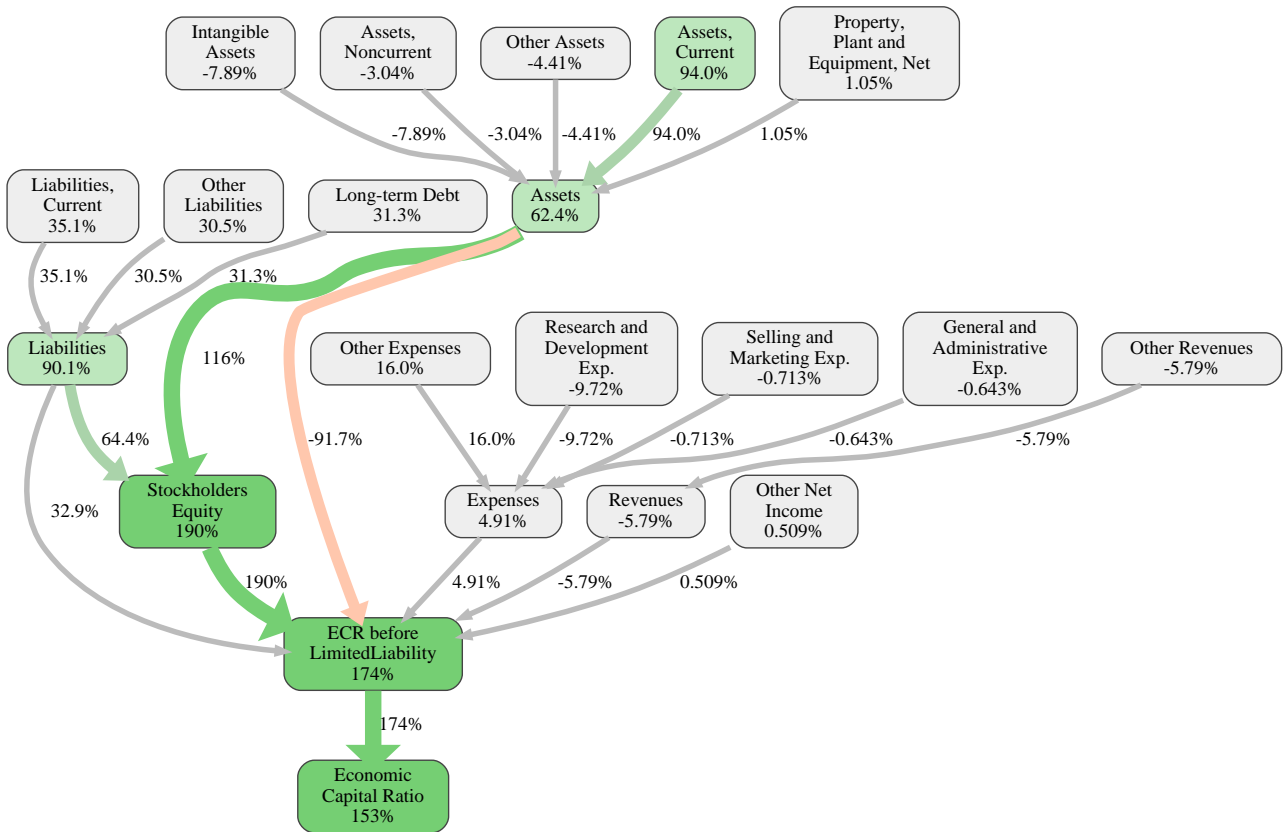 Intangible
Assets
-7.89%
Assets,
Noncurrent
-3.04%
Other Assets
-4.41%
Assets,
Current
94.0%
Property,
Plant and
Equipment, Net
1.05%
-7.89%
-3.04%
-4.41%
94.0%
1.05%
Liabilities,
Current
35.1%
Other
Liabilities
30.5%
Long-term Debt
31.3%
Assets
62.4%
35.1%
30.5%
31.3%
Liabilities
90.1%
116%
Other Expenses
16.0%
Research and
Development
Exp.
-9.72%
Selling and
Marketing Exp.
-0.713%
General and
Administrative
Exp.
-0.643%
Other Revenues
-5.79%
64.4%
-91.7%
16.0%
-9.72%
-0.713%
-0.643%
-5.79%
32.9%
Stockholders
Equity
190%
Expenses
4.91%
Revenues
-5.79%
Other Net
Income
0.509%
190%
4.91%
-5.79%
0.509%
ECR before
LimitedLiability
174%
174%
Economic
Capital Ratio
153%